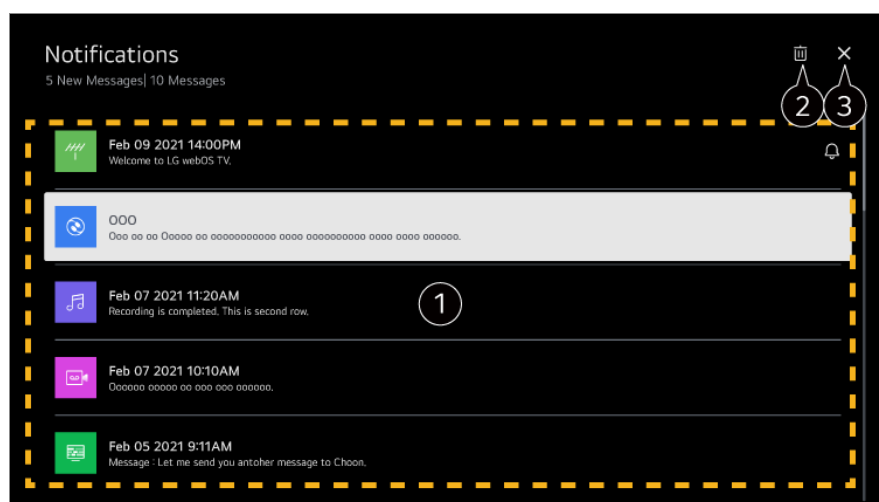 Notifications
5 New Messages| 10 Messages
2 3
Feb 09 2021 14:00PM
Welcome to LG webOS TV.
OOO
Ooo oo oo Ooooo oo ooooooooooo oooo oooooooooo oooo oooo oooooo.
Feb 07 2021 11:20AM
Recording is completed. This is second row.
1
Feb 07 2021 10:10AM
Oooooo ooooo oo ooo ooo oooooo.
Feb 05 2021 9:11AM
Message : Let me send you antoher message to Choon.